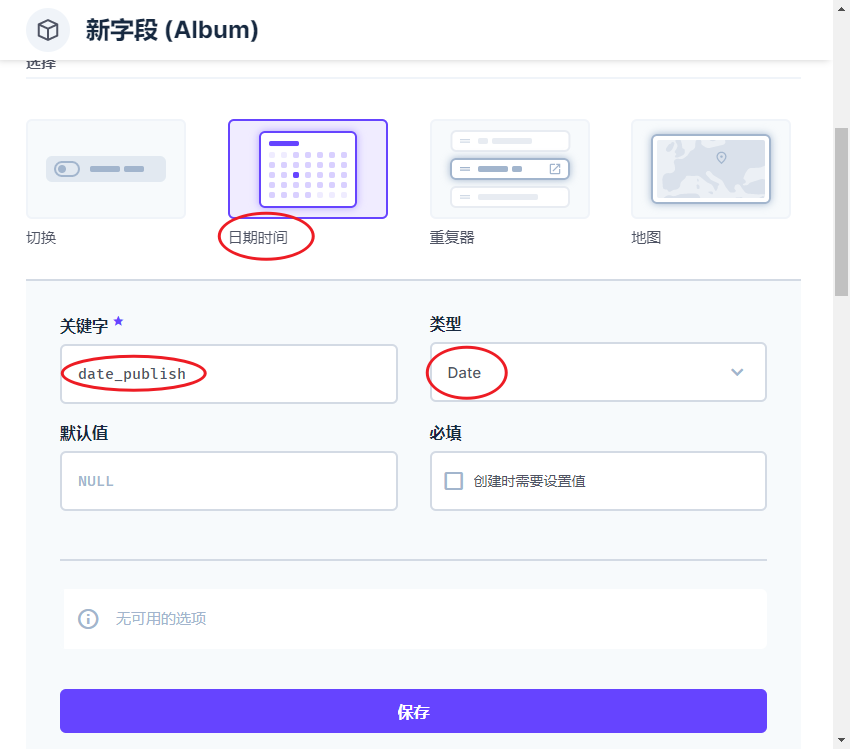 新字段 (Album)
选择
切换
日期时间
重复器
地图
关键字
类型
date_publish
Date
默认值
必填
NULL
创建时需要设置值
无可用的选项
保存